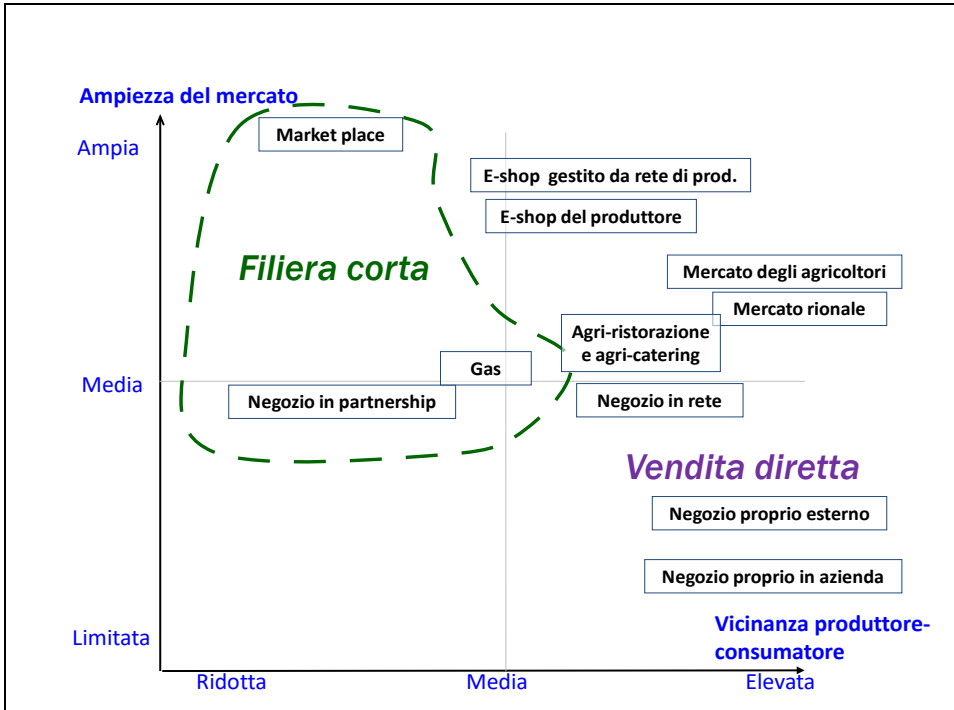 Ampiezza del mercato
Ampia
Market place
E-shop gestito da rete di prod.
E-shop del produttore
Filiera corta
Mercato degli agricoltori
Mercato rionale
Agri-ristorazione
e agri-catering
Gas
Media
Negozio in partnership
Negozio in rete
Vendita diretta
Negozio proprio esterno
Negozio proprio in azienda
Limitata
Vicinanza produttore-
consumatore
Ridotta
Media
Elevata